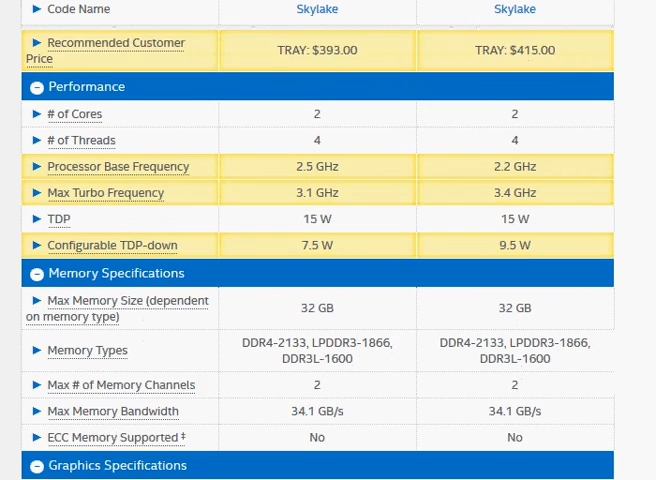 Code Name Skylake Skylake
Recommended Customer
Price TRAY: $393.00 TRAY: $415.00
Performance
# of Cores 2 2
# of Threads 4 4
Processor Base Frequency 2.5 GHz 2.2 GHz
Max Turbo Frequency 3.1 GHz 3.4 GHz
TDP 15 W 15 W
Configurable TDP-down 7.5 W 9.5 W
Memory Specifications
Max Memory Size (dependent
on memory type) 32 GB 32 GB
Memory Types DDR4-2133, LPDDR3-1866, DDR4-2133, LPDDR3-1866,
DDR3L-1600 DDR3L-1600
Max # of Memory Channels 2 2
Max Memory Bandwidth 34.1 GB/s 34.1 GB/s
ECC Memory Supported ‡ No No
Graphics Specifications